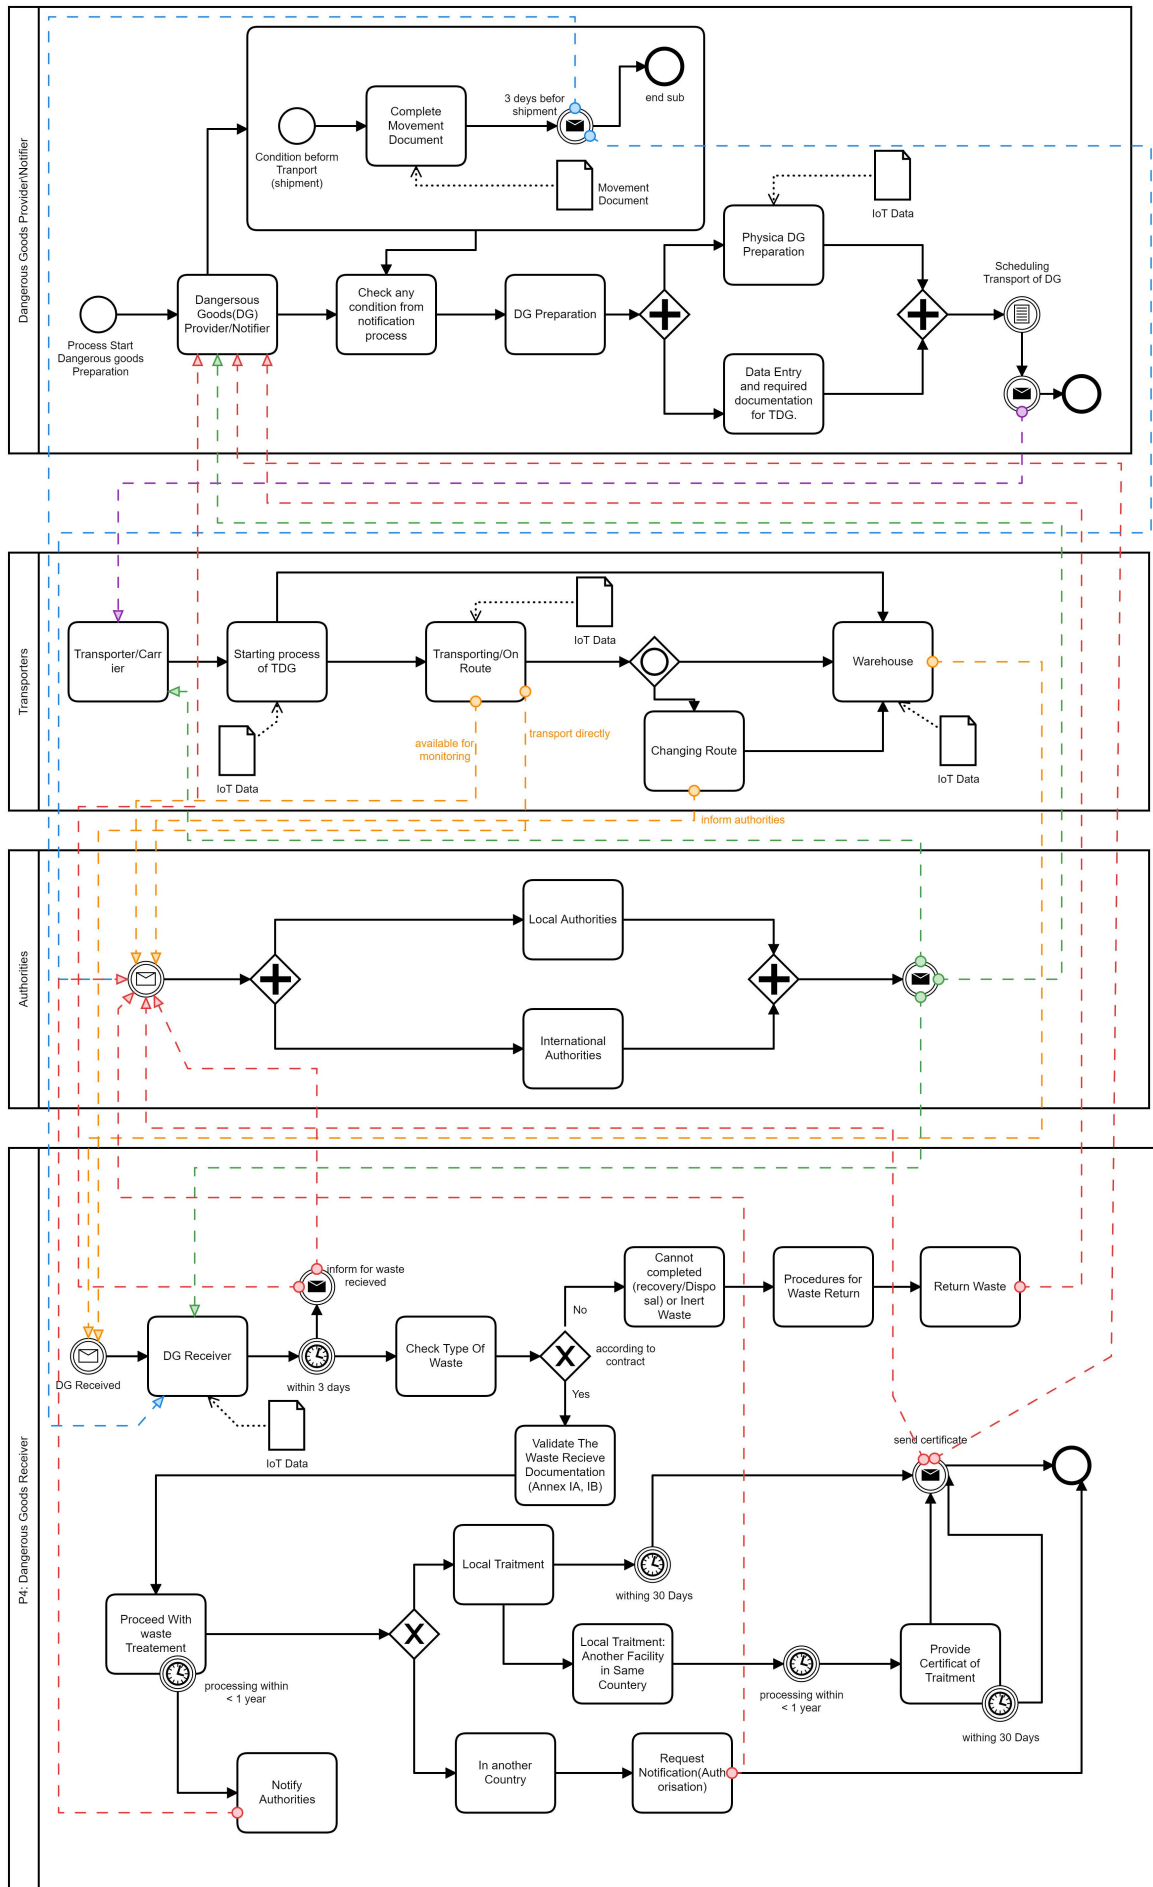 Dangerous Goods Provider\Notifier
Complete
Movement
Document
3 deys befor
shipment
end sub
Condition beform
Tranport
(shipment)
Movement
Document
IoT Data
Physica DG
Preparation
Scheduling
Transport of DG
Process Start
Dangerous goods
Preparation
Dangersous
Goods(DG)
Provider/Notifier
Check any
condition from
notification
process
DG Preparation
Data Entry
and required
documentation
for TDG.
Transporters
Transporter/Carr
ier
Starting process
of TDG
Transporting/On
Route
IoT Data
Warehouse
IoT Data
available for
monitoring
transport directly
Changing Route
IoT Data
inform authorities
Authorities
Local Authorities
International
Authorities
P4: Dangerous Goods Receiver
inform for waste
recieved
Cannot
completed
(recovery/Dispo
sal) or Inert
Waste
Procedures for
Waste Return
Return Waste
No
DG Received
DG Receiver
within 3 days
Check Type Of
Waste
according to
contract
Yes
IoT Data
Validate The
Waste Recieve
Documentation
(Annex IA, IB)
send certificate
Local Traitment
withing 30 Days
Proceed With
waste
Treatement
processing within
< 1 year
Local Traitment:
Another Facility
in Same
Countery
processing within
< 1 year
Provide
Certificat of
Traitment
withing 30 Days
Notify
Authorities
In another
Country
Request
Notification(Auth
orisation)